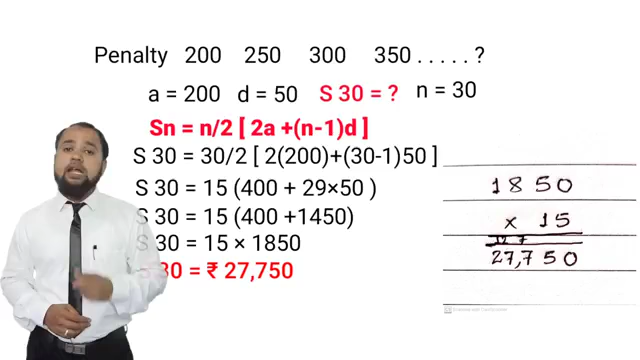 Penalty 200 250 300 350 . . . . . ?
a = 200 d = 50 S 30 = ? n = 30
Sn = n/2 [ 2a +(n-1)d ]
S 30 = 30/2 [ 2(200)+(30-1)50 ]
S 30 = 15 (400 + 29×50 )
S 30 = 15 (400 +1450)
S 30 = 15 × 1850
30 = ₹ 27,750
1850
× 15
27,750